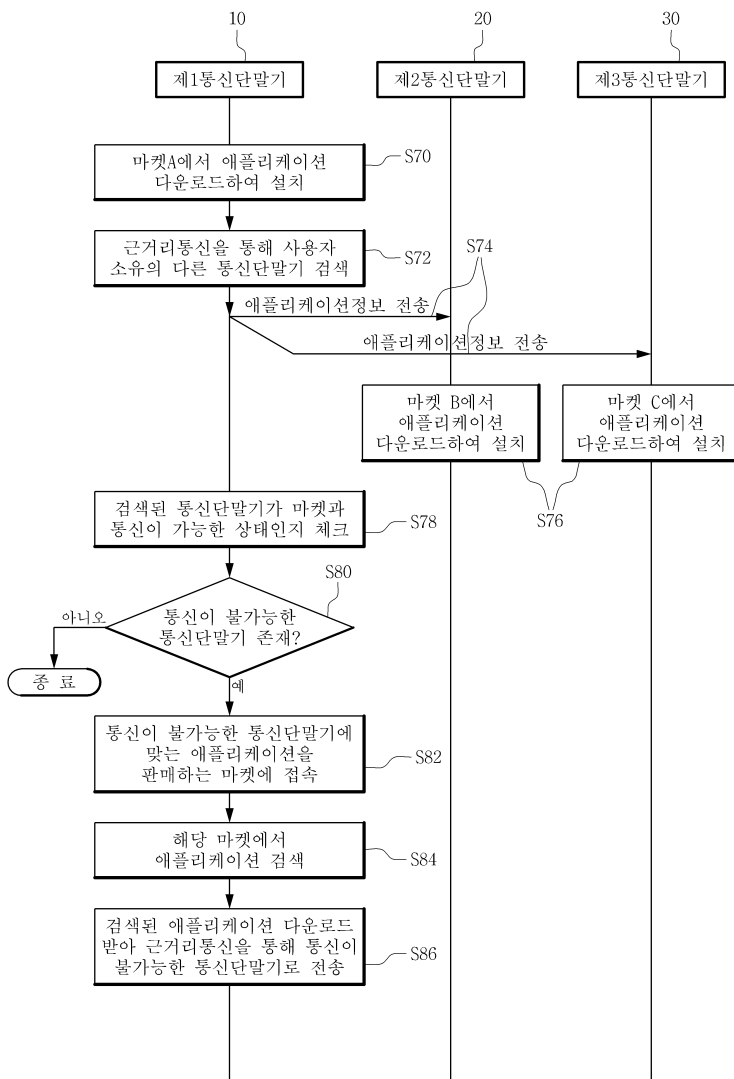 10
20
30
제1통신단말기
제2통신단말기
제3통신단말기
마켓A에서 애플리케이션
다운로드하여 설치
S70
근거리통신을 통해 사용자
소유의 다른 통신단말기 검색
S72
S74
애플리케이션정보 전송
애플리케이션정보 전송
마켓 B에서
애플리케이션
다운로드하여 설치
마켓 C에서
애플리케이션
다운로드하여 설치
S76
검색된 통신단말기가 마켓과
통신이 가능한 상태인지 체크
S78
S80
통신이 불가능한
통신단말기 존재?
아니오
종 료
예
통신이 불가능한 통신단말기에
맞는 애플리케이션을
판매하는 마켓에 접속
S82
해당 마켓에서
애플리케이션 검색
S84
검색된 애플리케이션 다운로드
받아 근거리통신을 통해 통신이
불가능한 통신단말기로 전송
S86